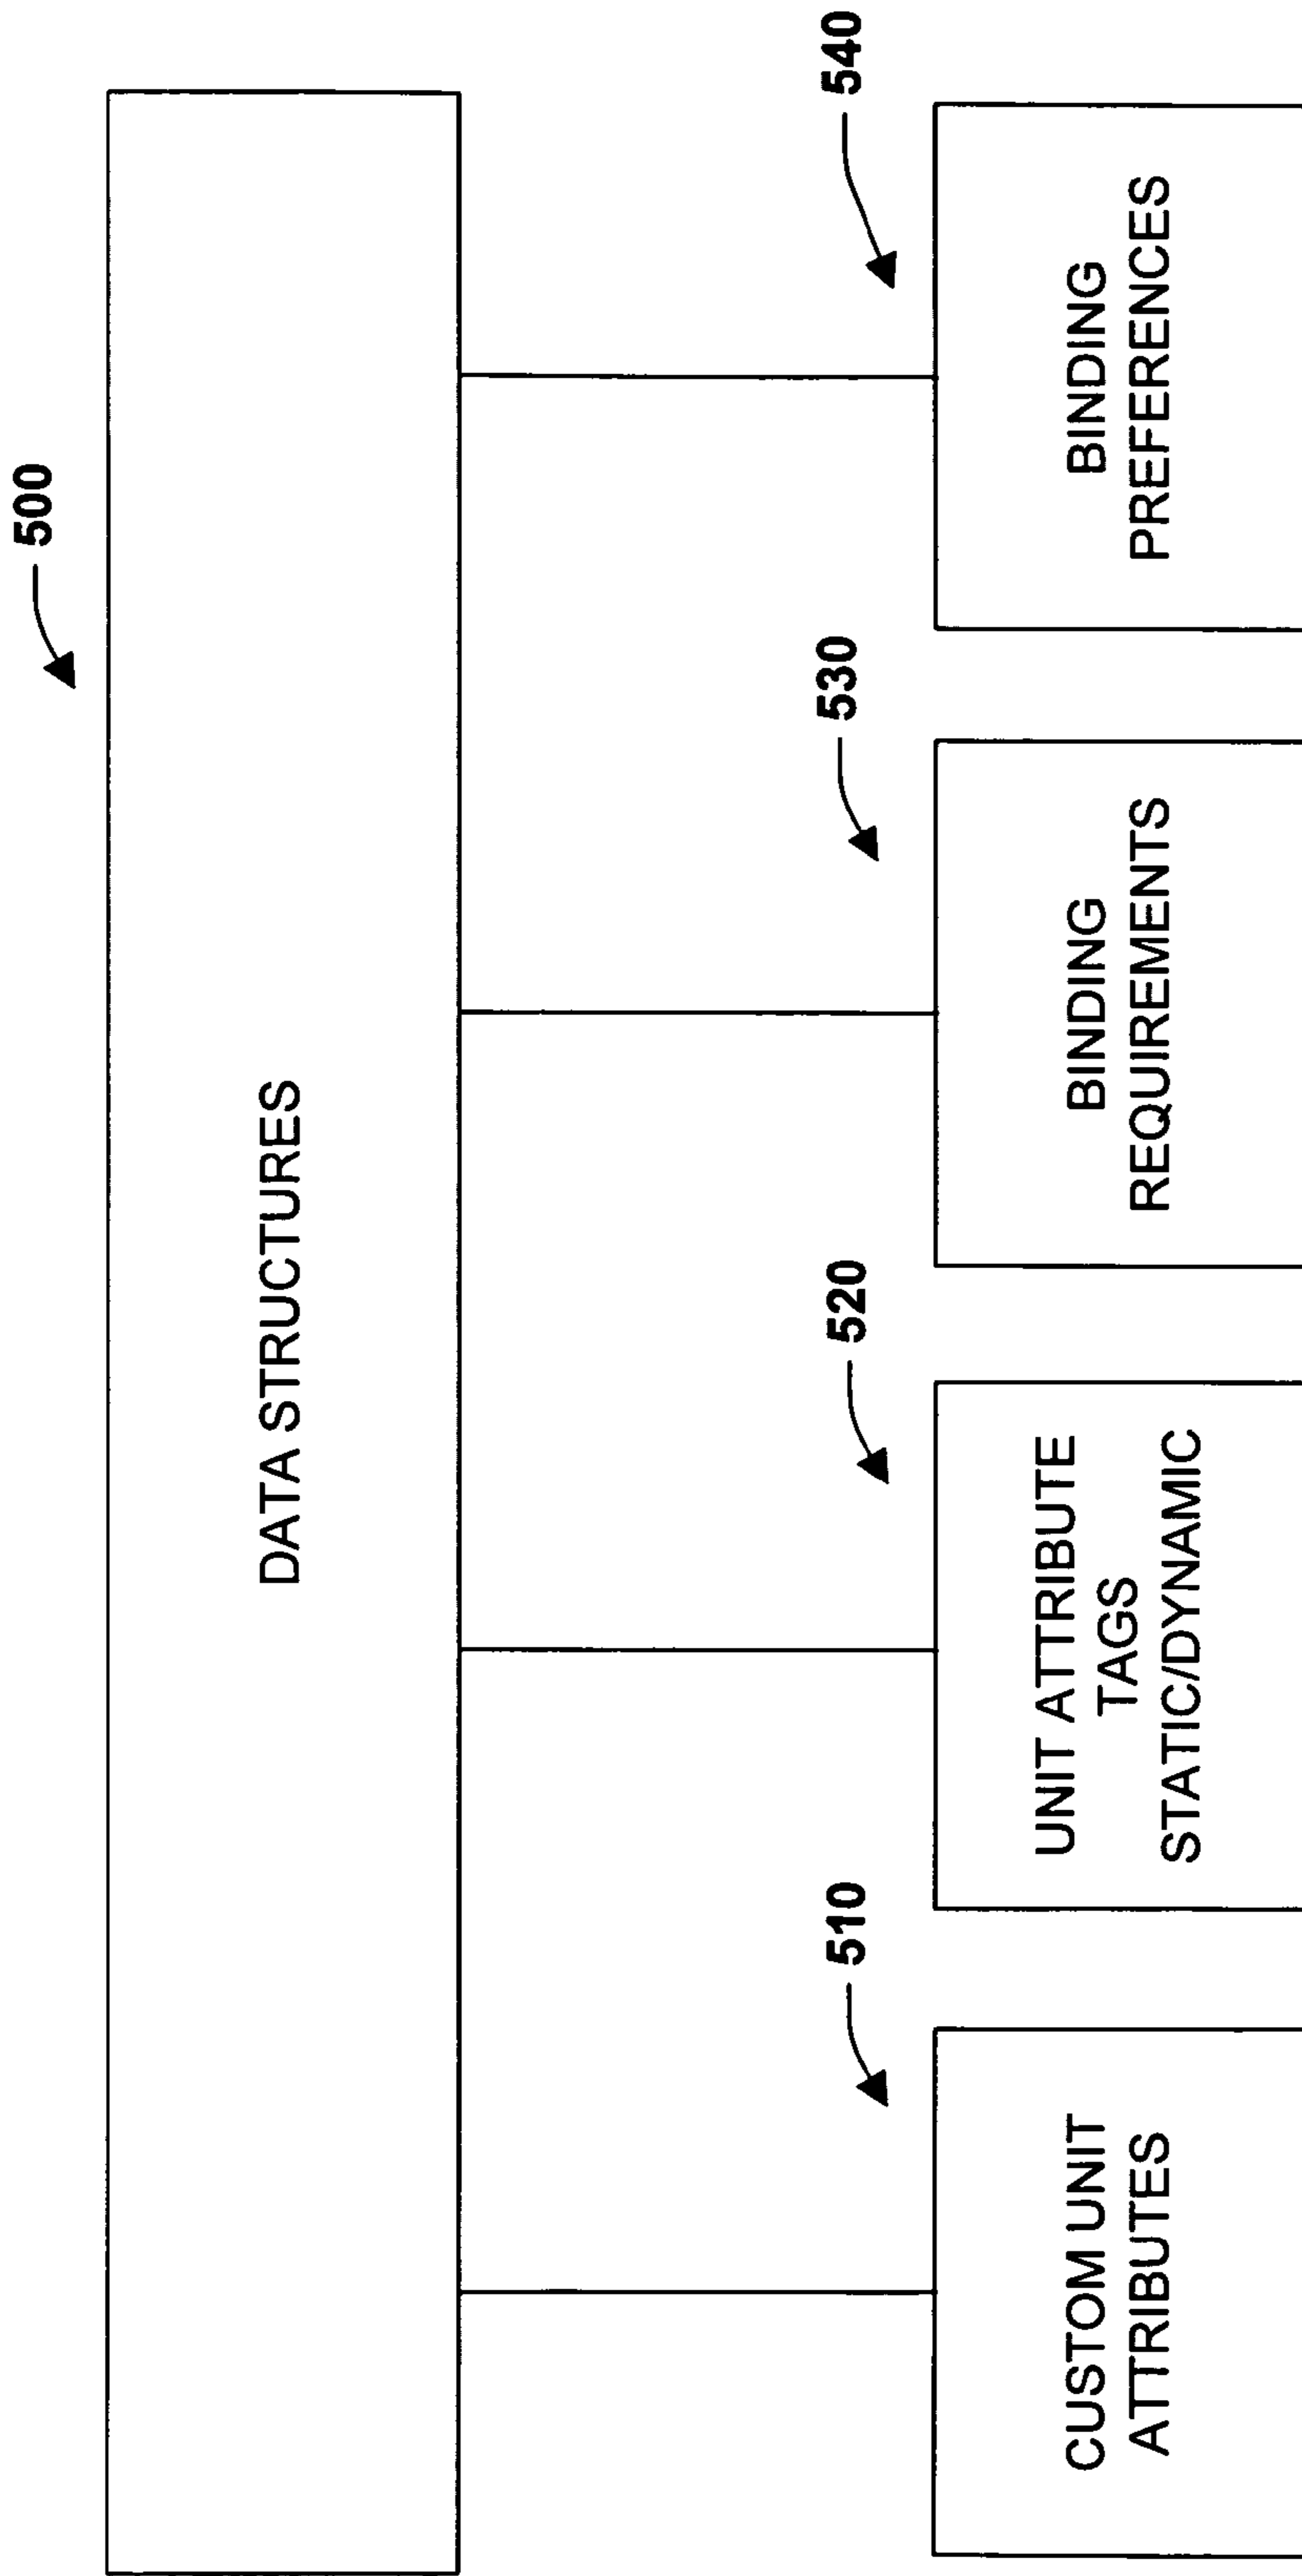 500
DATA STRUCTURES
510
520
530
540
CUSTOM UNIT
ATTRIBUTES
UNIT ATTRIBUTE
TAGS
STATIC/DYNAMIC
BINDING
REQUIREMENTS
BINDING
PREFERENCES